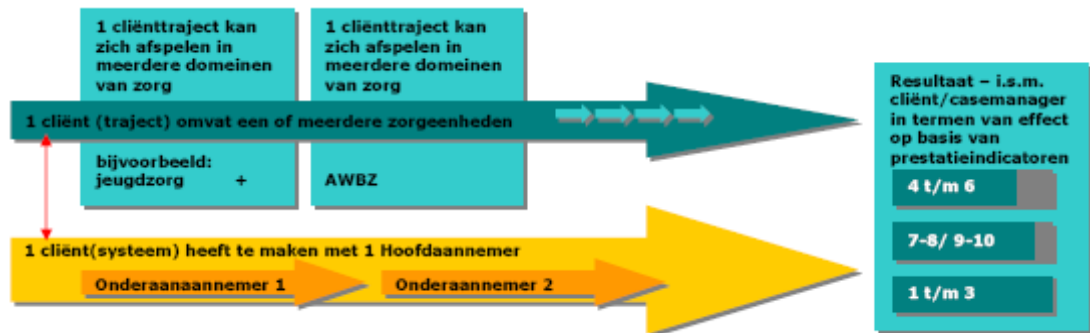 1 cliënttraject kan
zich afspelen in
meerdere domeinen
van zorg
1 cliënttraject kan
zich afspelen in
meerdere domeinen
van zorg
1 cliënt (traject) omvat een of meerdere zorgeenheden
bijvoorbeeld:
jeugdzorg +
AWBZ
1 cliënt(systeem) heeft te maken met 1 Hoofdaannemer
Onderaanaannemer 1
Onderaannemer 2
Resultaat – i.s.m.
cliënt/casemanager
in termen van effect
op basis van
prestatieindicatoren
4 t/m 6
7-8/ 9-10
1 t/m 3